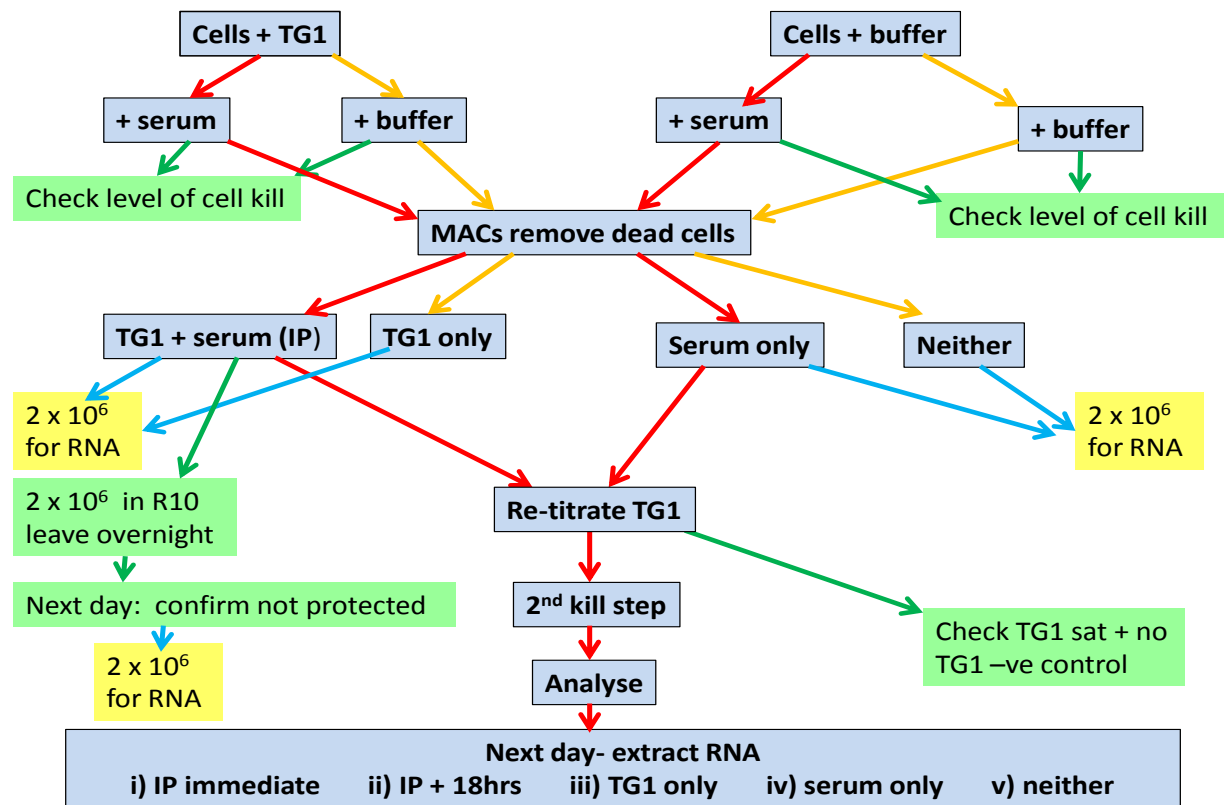 Cells + TG1
Cells + buffer
+ serum
+ buffer
+ serum
+ buffer
Check level of cell kill
Check level of cell kill
MACs remove dead cells
TG1 + serum (IP)
TG1 only
Serum only
Neither
2 x 10⁶
for RNA
2 x 10⁶
for RNA
2 x 10⁶ in R10
leave overnight
Re-titrate TG1
Next day: confirm not protected
2ⁿᵈ kill step
Check TG1 sat + no
TG1 –ve control
2 x 10⁶
for RNA
Analyse
Next day- extract RNA
i) IP immediate ii) IP + 18hrs iii) TG1 only iv) serum only v) neither